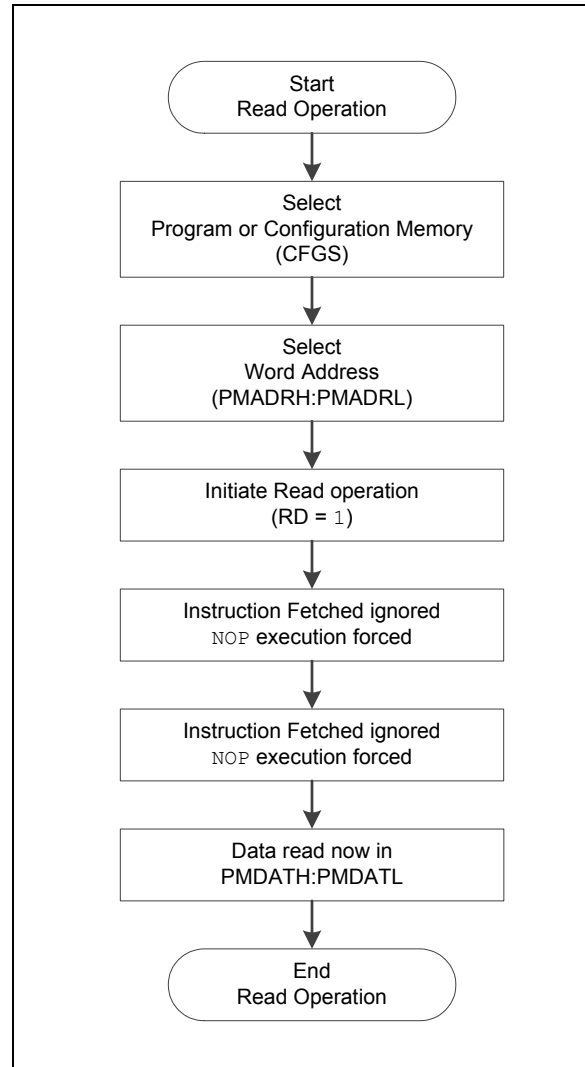 Start
Read Operation
Select
Program or Configuration Memory
(CFGS)
Select
Word Address
(PMADRH:PMADRL)
Initiate Read operation
(RD = 1)
Instruction Fetched ignored
NOP execution forced
Instruction Fetched ignored
NOP execution forced
Data read now in
PMDATH:PMDATL
End
Read Operation